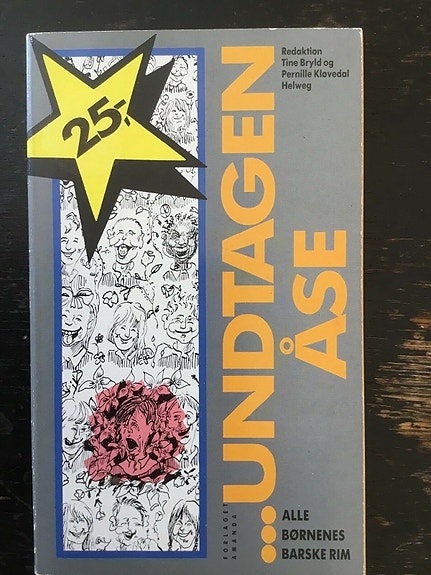 25,-
Redaktion
Tine Bryld og
Pernille Kløvedal
Helweg
...UNDTAGEN
ÅSE
FORLAGET
AMANDA
ALLE
BØRNENES
BARSKE RIM